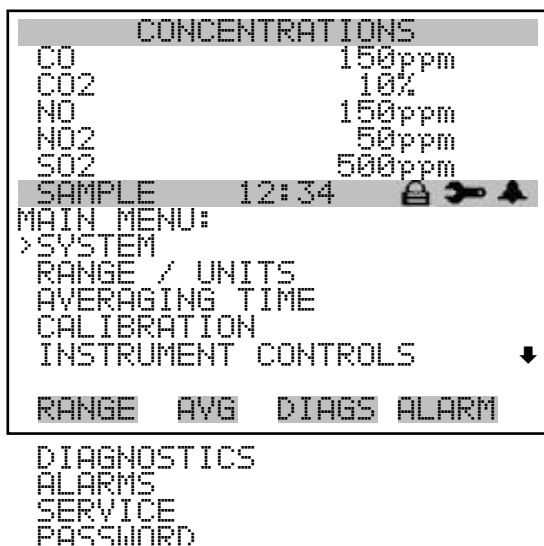 CONCENTRATIONS
CO 150ppm
CO2 10%
NO 150ppm
NO2 50ppm
SO2 500ppm
SAMPLE 12:34
MAIN MENU:
>SYSTEM
RANGE / UNITS
AVERAGING TIME
CALIBRATION
INSTRUMENT CONTROLS
RANGE AVG DIAGS ALARM
DIAGNOSTICS
ALARMS
SERVICE
PASSWORD